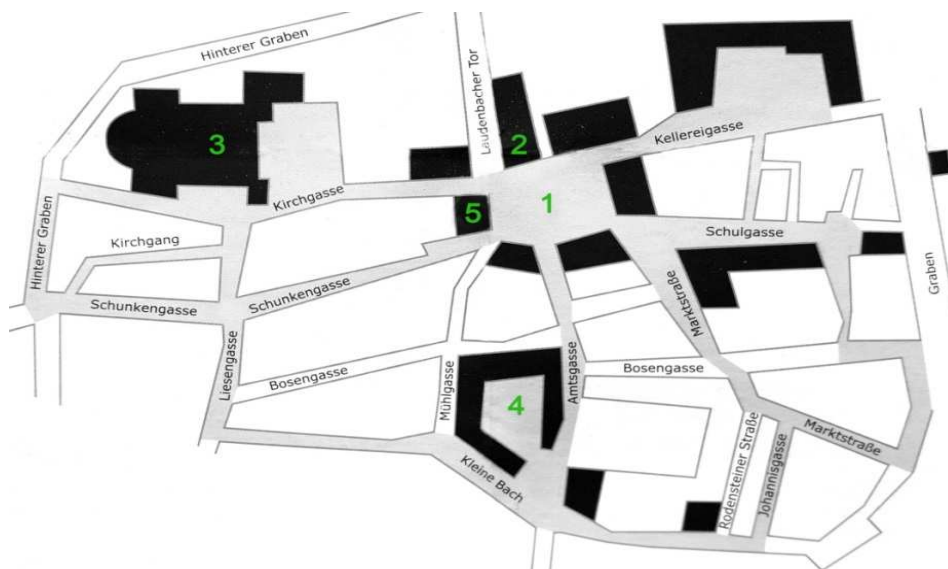 Hinterer Graben
Laudenbacher Tor
2
3
Kellereigasse
Kirchgasse
1
5
Schulgasse
Kirchgang
Hinterer Graben
Graben
Schunkengasse
Schunkengasse
Marktstraße
Liesengasse
Bosengasse
Mühlgasse
Amtsgasse
Bosengasse
4
Marktstraße
Rodensteiner Straße
Johannisgasse
Kleine Bach